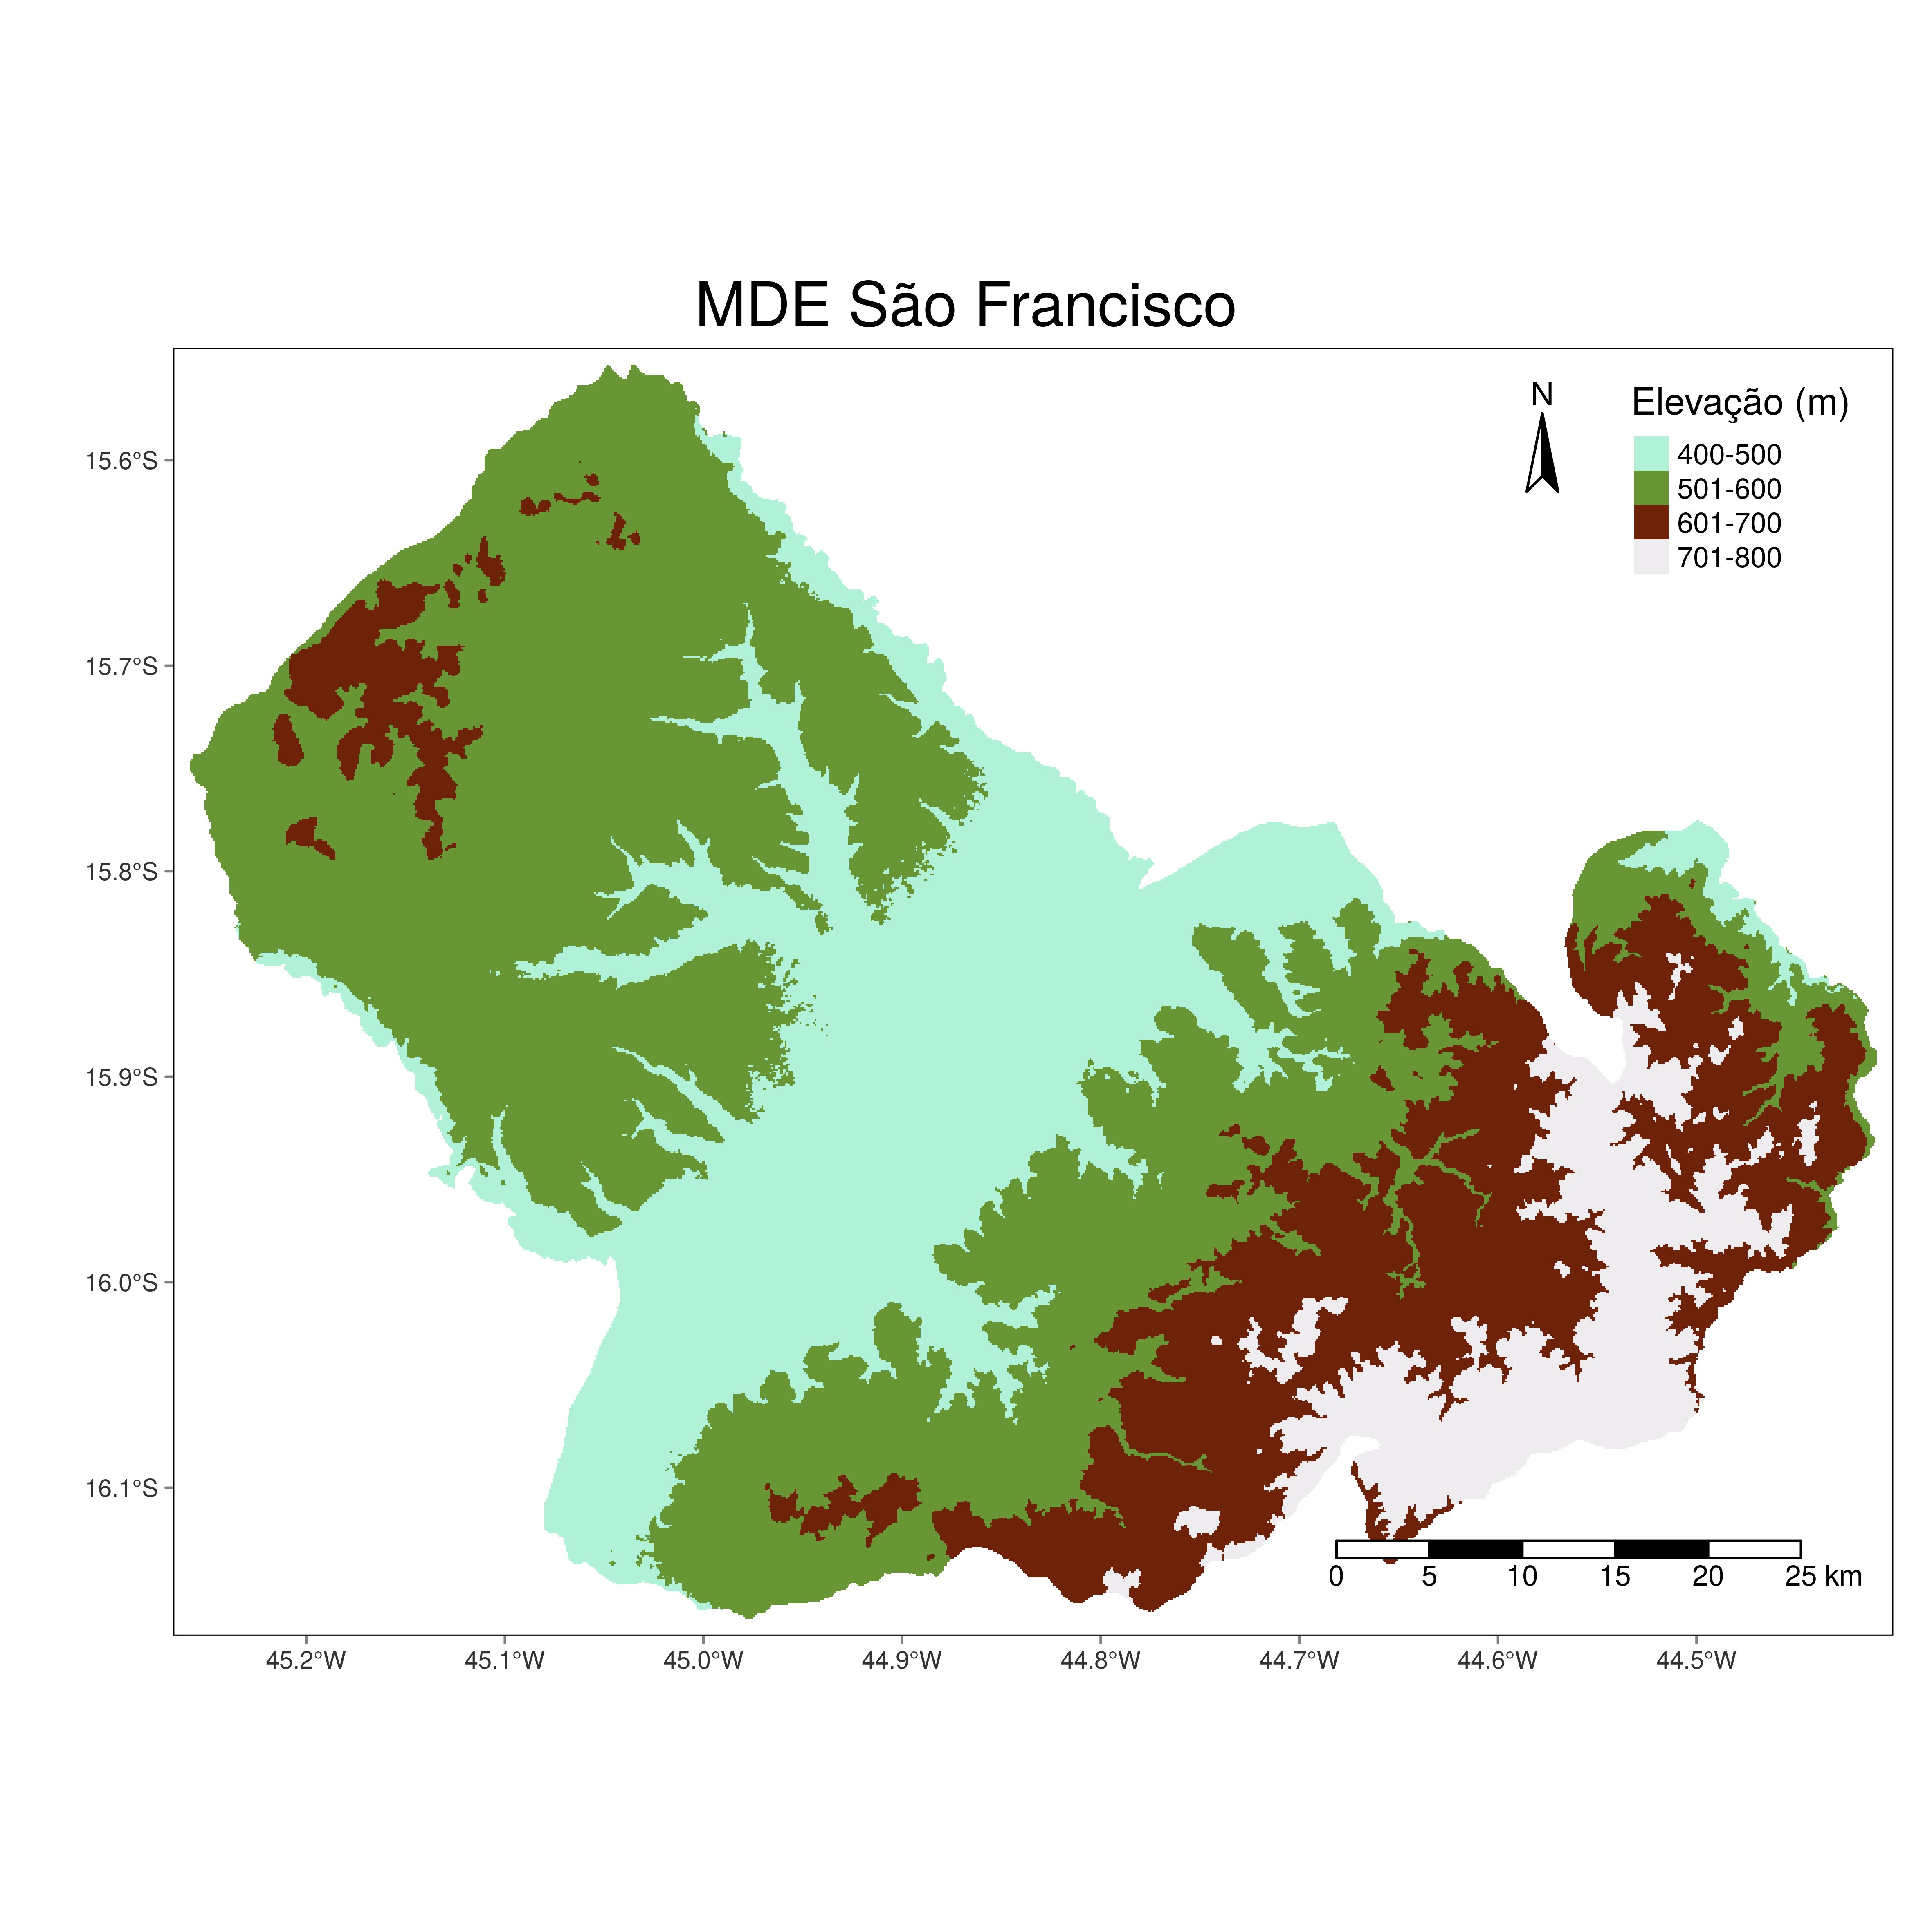 MDE São Francisco
N
Elevação (m)
400-500
501-600
601-700
701-800
15.6°S
15.7°S
15.8°S
15.9°S
16.0°S
16.1°S
0 5 10 15 20 25 km
45.2°W 45.1°W 45.0°W 44.9°W 44.8°W 44.7°W 44.6°W 44.5°W